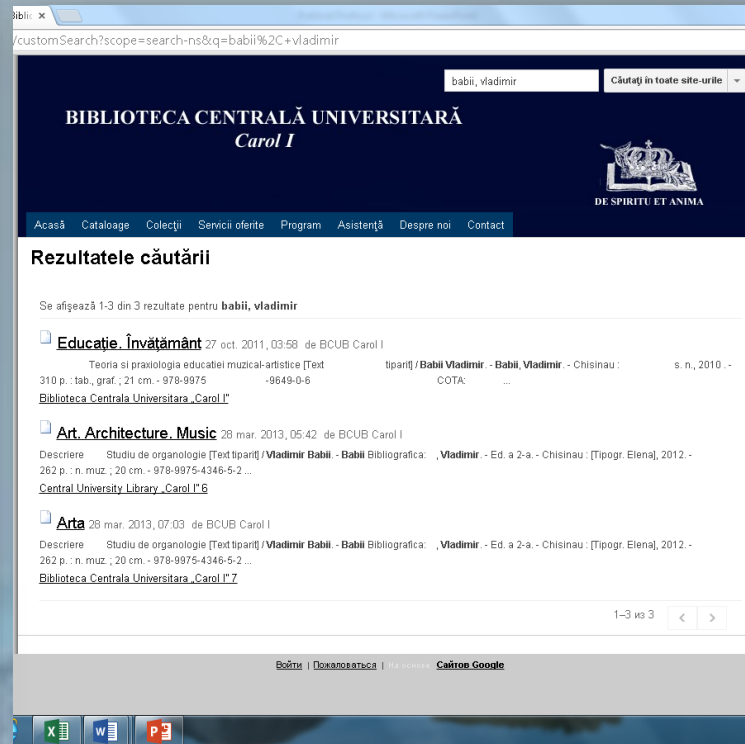 /customSearch?scope=search-ns&q=babii%2C+vladimir
babii, vladimir
Căutaţi în toate site-urile
BIBLIOTECA CENTRALĂ UNIVERSITARĂ
Carol I
DE SPIRITU ET ANIMA
Acasă Cataloage Colecţii Servicii oferite Program Asistenţă Despre noi Contact
Rezultatele căutării
Se afişează 1-3 din 3 rezultate pentru babii, vladimir
Educaţie. Învăţământ 27 oct. 2011, 03:58 de BCUB Carol I
Teoria si praxiologia educatiei muzical-artistice [Text tiparit] / Babii Vladimir. - Babii, Vladimir. - Chisinau : s. n., 2010 . -
310 p. : tab., graf. ; 21 cm. - 978-9975 -9649-0-6 COTA: ...
Biblioteca Centrala Universitara „Carol I"
Art. Architecture. Music 28 mar. 2013, 05:42 de BCUB Carol I
Descriere Studiu de organologie [Text tiparit] / Vladimir Babii. - Babii Bibliografica: , Vladimir. - Ed. a 2-a. - Chisinau : [Tipogr. Elena], 2012. -
262 p. : n. muz. ; 20 cm. - 978-9975-4346-5-2 ...
Central University Library „Carol I" 6
Arta 28 mar. 2013, 07:03 de BCUB Carol I
Descriere Studiu de organologie [Text tiparit] / Vladimir Babii. - Babii Bibliografica: , Vladimir. - Ed. a 2-a. - Chisinau : [Tipogr. Elena], 2012. -
262 p. : n. muz. ; 20 cm. - 978-9975-4346-5-2 ...
Biblioteca Centrala Universitara „Carol I" 7
1–3 из 3
Войти | Пожаловаться | На основе Сайтов Google